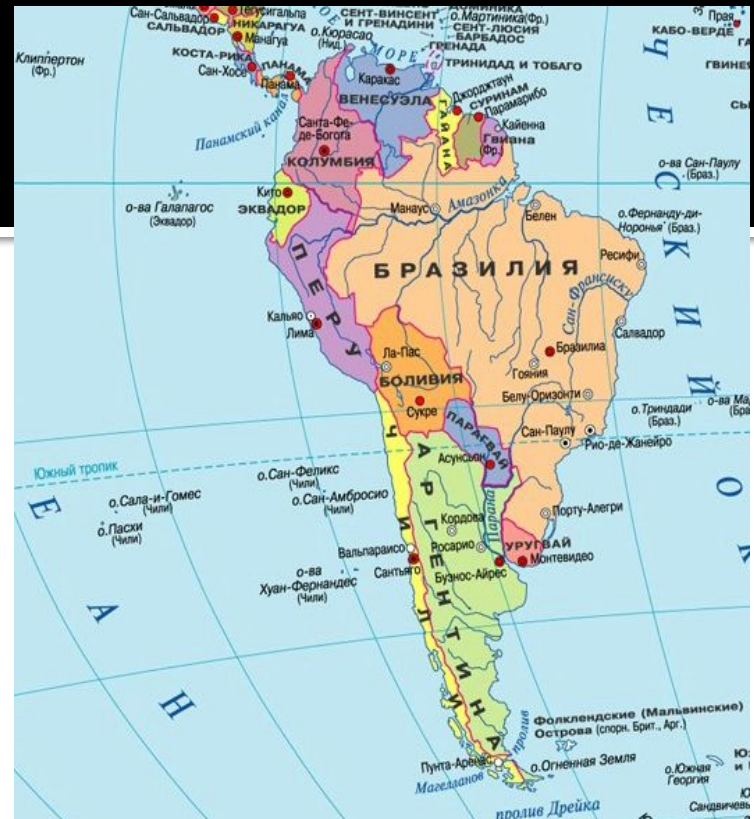 Сан-Сальвадор
Тегусигальпа
НИКАРАГУА
САЛЬВАДОР
Манагуа
КОСТА-РИКА
Сан-Хосе
ПАНАМА
Панама
Панамский канал
Клиппертон
(Фр.)
о.Кюрасао
(Нид.)
МОРЕ
СЕНТ-ВИНСЕНТ
И ГРЕНАДИНЫ
ДОМИНИКА
о.Мартиника(Фр.)
СЕНТ-ЛЮСИЯ
БАРБАДОС
ГРЕНАДА
ТРИНИДАД И ТОБАГО
Прая
КАБО-ВЕРДЕ
Каракас
ВЕНЕСУЭЛА
Джорджтаун
СУРИНАМ
Парамарибо
ГАЙАНА
Кайенна
Гвиана
(Фр.)
Санта-Фе-
де-Богота
КОЛУМБИЯ
Кито
ЭКВАДОР
о-ва Галапагос
(Эквадор)
о-ва Сан-Паулу
(Браз.)
Манаус
Амазонка
Белен
о.Фернанду-ди-
Норонья (Браз.)
Ресифи
БРАЗИЛИЯ
Сан-Франсиску
ПЕРУ
Кальяо
Лима
Салвадор
Бразилиа
Гояния
Ла-Пас
БОЛИВИЯ
Сукре
Белу-Оризонти
о.Триндади
(Браз.)
ПАРАГВАЙ
Сан-Паулу
Рио-де-Жанейро
Асунсьон
Южный тропик
о.Сан-Феликс
(Чили)
о.Сан-Амбросио
(Чили)
о.Сала-и-Гомес
(Чили)
о.Пасхи
(Чили)
Парана
Порту-Алегри
Кордова
Росарио
УРУГВАЙ
Монтевидео
Буэнос-Айрес
Вальпараисо
Сантьяго
о-ва
Хуан-Фернандес
(Чили)
ЧИЛИ
АРГЕНТИНА
ЧЕСКИЙ
ОК
ЕАН
Фолклендские (Мальвинские)
Острова (спорн. Брит., Арг.)
Пунта-Аренас
Магелланов
пролив
о.Огненная Земля
о.Южная
Георгия
пролив Дрейка